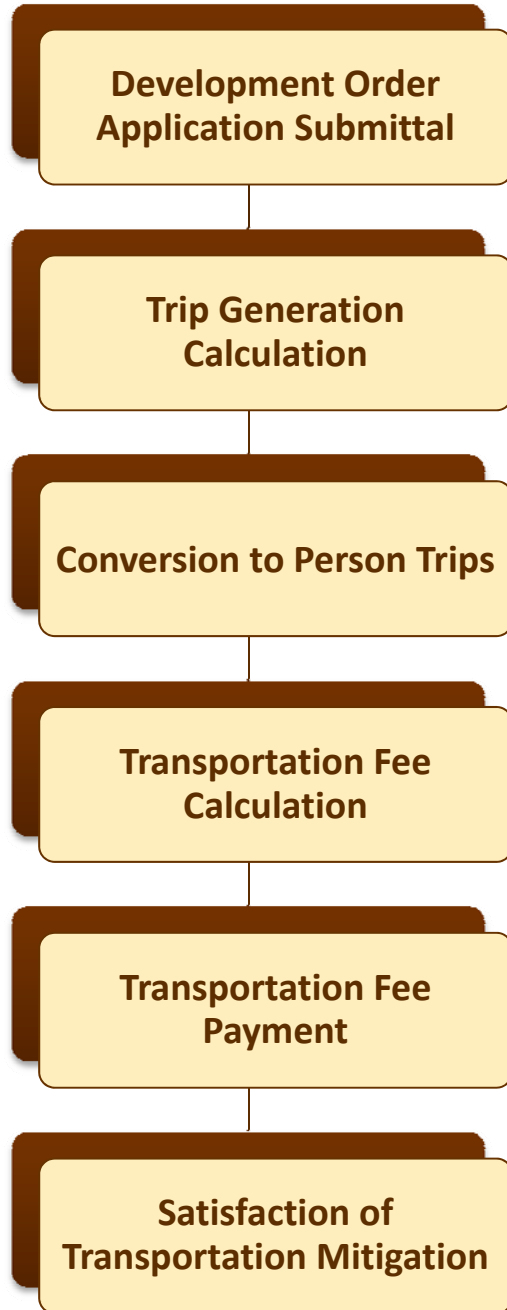 Development Order
Application Submittal
Trip Generation
Calculation
Conversion to Person Trips
Transportation Fee
Calculation
Transportation Fee
Payment
Satisfaction of
Transportation Mitigation